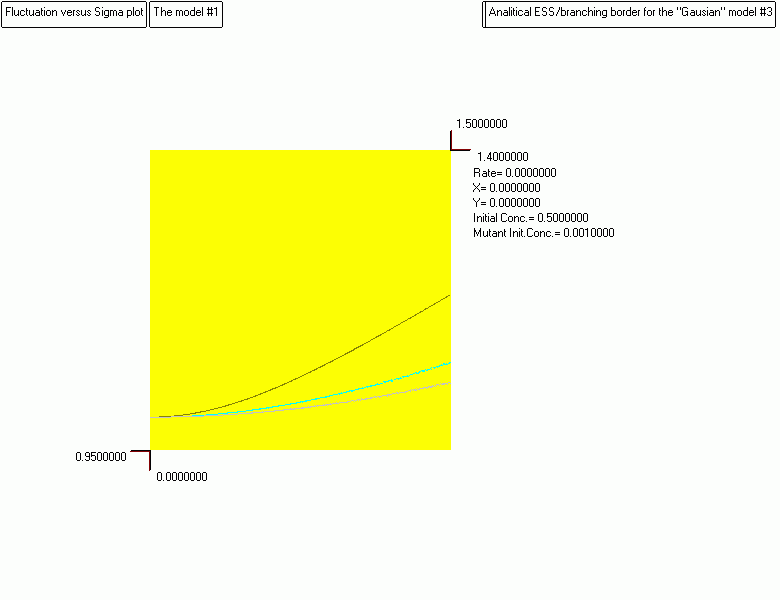 Fluctuation versus Sigma plot
The model #1
Analitical ESS/branching border for the "Gausian" model #3
1.5000000
1.4000000
Rate= 0.0000000
X= 0.0000000
Y= 0.0000000
Initial Conc.= 0.5000000
Mutant Init.Conc.= 0.0010000
0.9500000
0.0000000